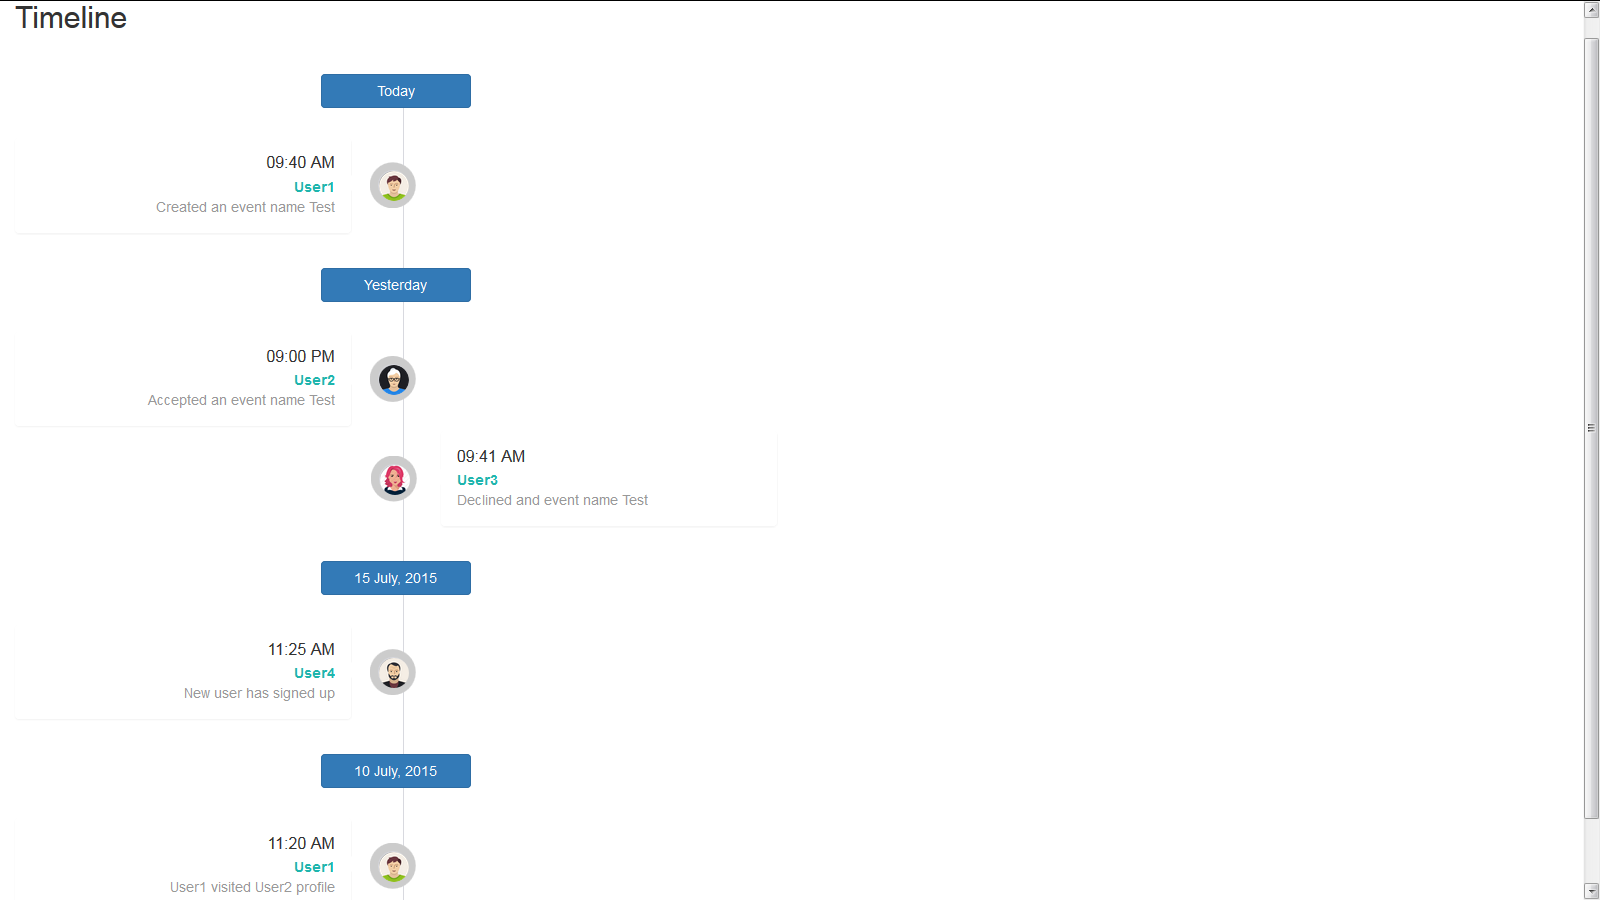 Timeline
Today
09:40 AM
User1
Created an event name Test
Yesterday
09:00 PM
User2
Accepted an event name Test
09:41 AM
User3
Declined and event name Test
15 July, 2015
11:25 AM
User4
New user has signed up
10 July, 2015
11:20 AM
User1
User1 visited User2 profile